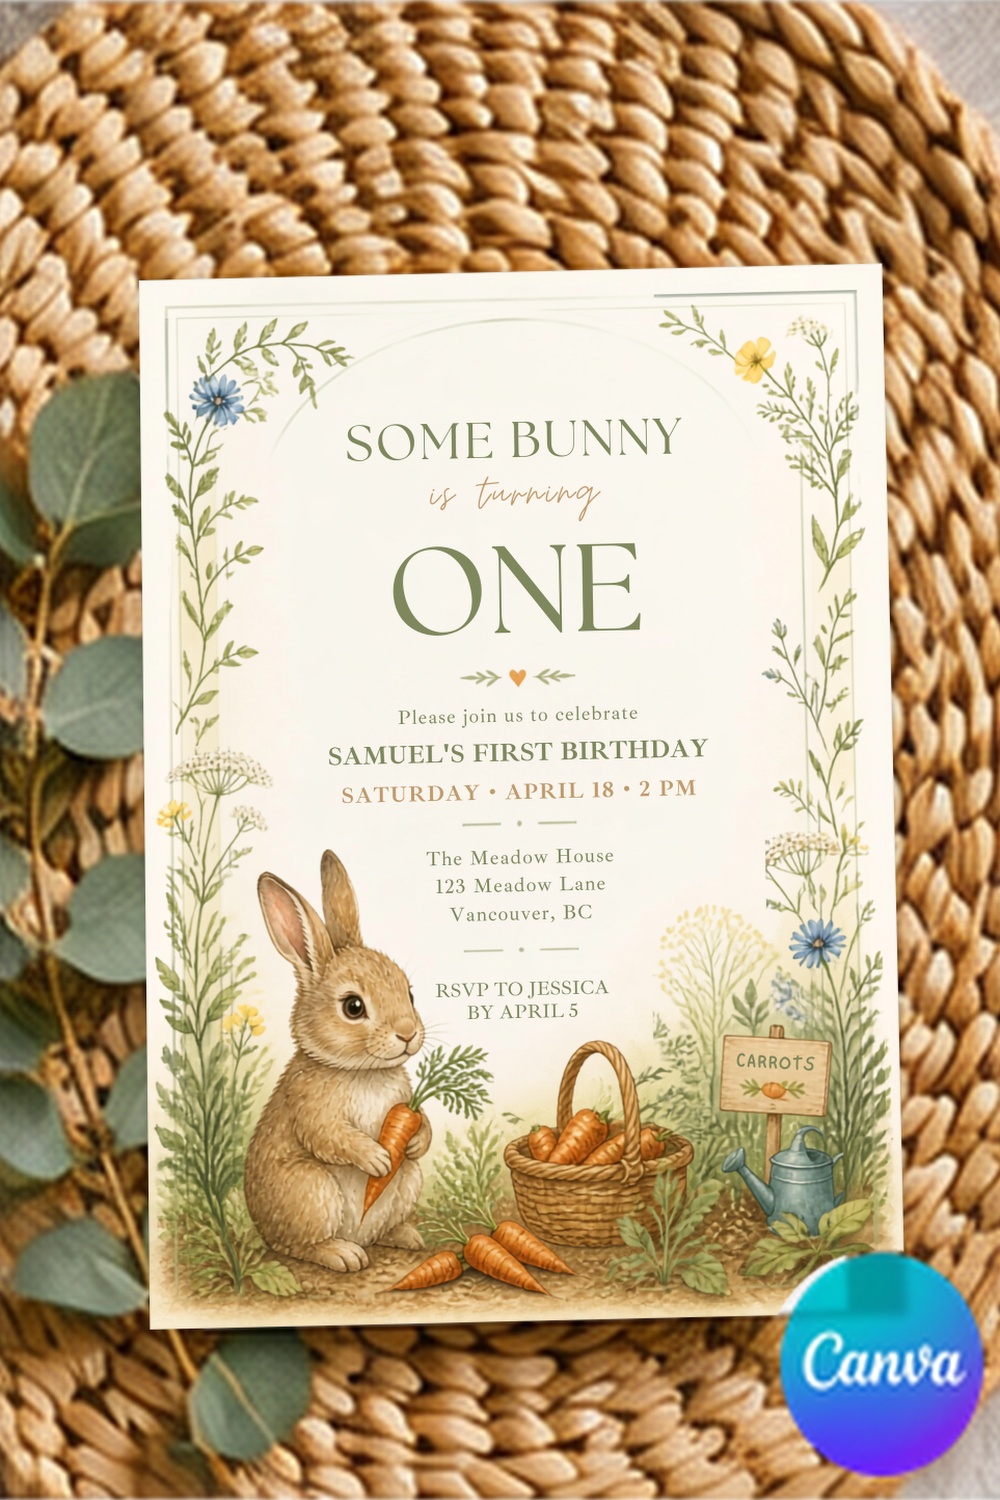 SOME BUNNY
is turning
ONE
Please join us to celebrate
SAMUEL'S FIRST BIRTHDAY
SATURDAY • APRIL 18 • 2 PM
The Meadow House
123 Meadow Lane
Vancouver, BC
RSVP TO JESSICA
BY APRIL 5
CARROTS
Canva